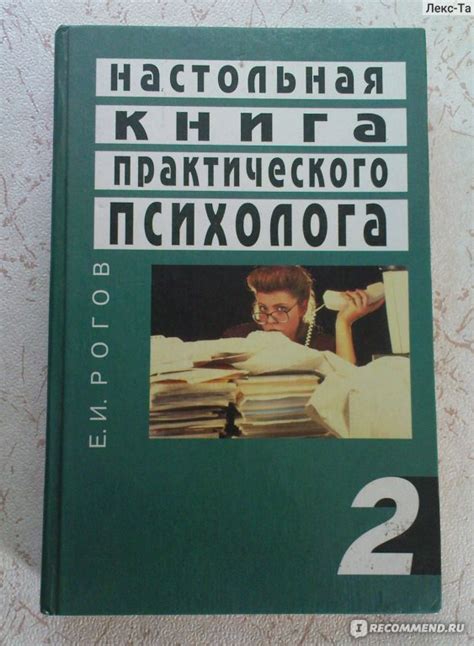 Лекс-Та
НАСТОЛЬНАЯ
КНИГА
ПРАКТИЧЕСКОГО
ПСИХОЛОГА
Е. И. РОГОВ
2
I RECOMMEND.RU